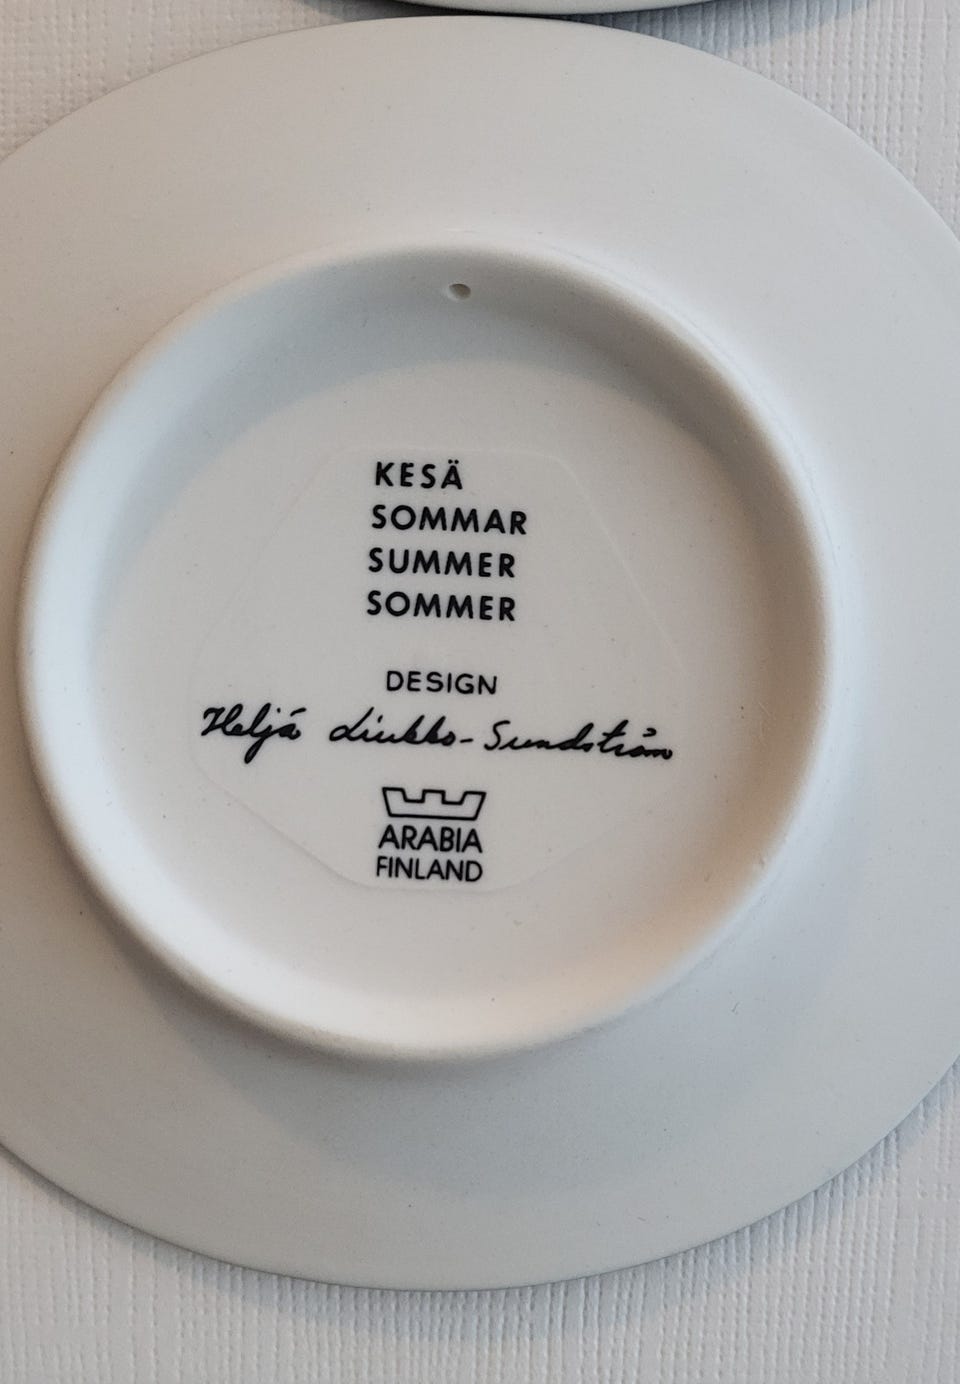 KESÄ
SOMMAR
SUMMER
SOMMER
DESIGN
Heljä Liukko-Sundström
ARABIA
FINLAND